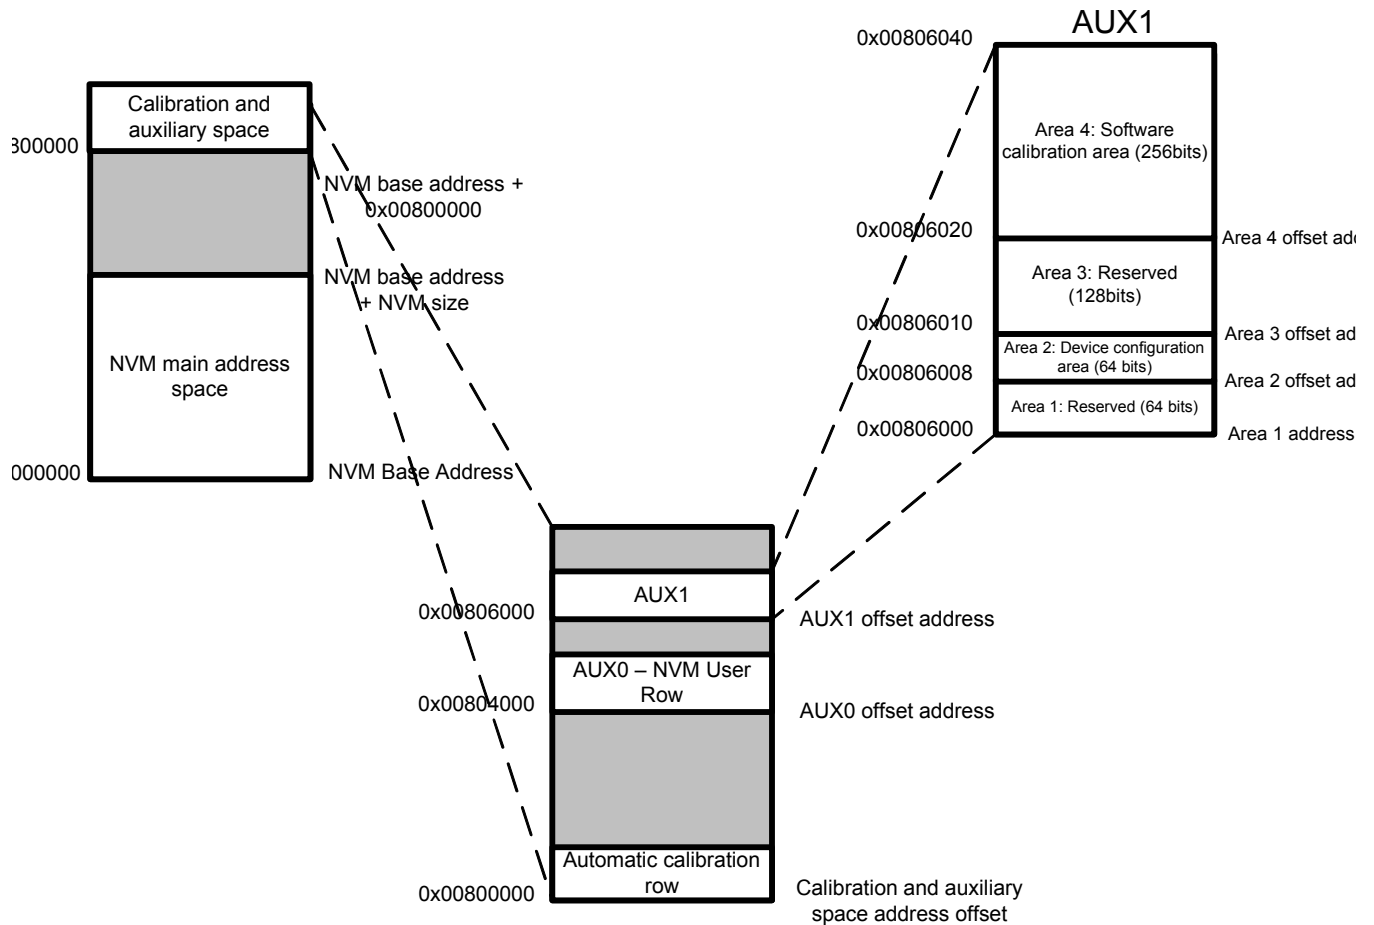 AUX1
0x00806040
Calibration and
auxiliary space
Area 4: Software
calibration area (256bits)
800000
NVM base address +
0x00800000
0x00806020
Area 4 offset add
Area 3: Reserved
(128bits)
NVM base address
+ NVM size
0x00806010
Area 3 offset ad
Area 2: Device configuration
area (64 bits)
NVM main address
space
0x00806008
Area 2 offset ad
Area 1: Reserved (64 bits)
0x00806000
Area 1 address
000000
NVM Base Address
AUX1
0x00806000
AUX1 offset address
AUX0 – NVM User
Row
0x00804000
AUX0 offset address
Automatic calibration
row
0x00800000
Calibration and auxiliary
space address offset